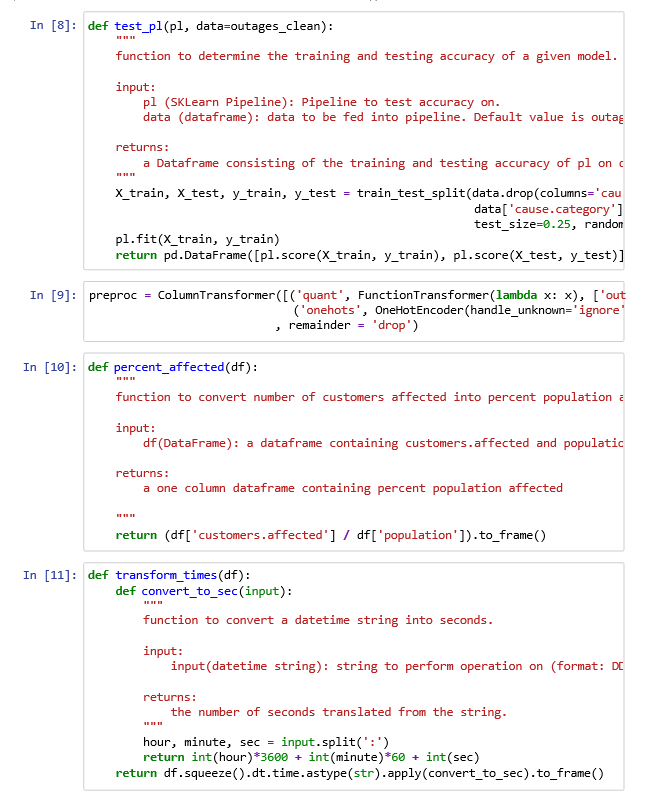 In [8]: def test_pl(pl, data=outages_clean):
"""
function to determine the training and testing accuracy of a given model.
input:
pl (SKLearn Pipeline): Pipeline to test accuracy on.
data (dataframe): data to be fed into pipeline. Default value is outag
returns:
a Dataframe consisting of the training and testing accuracy of pl on
"""
X_train, X_test, y_train, y_test = train_test_split(data.drop(columns='cau
data['cause.category']
test_size=0.25, random
pl.fit(X_train, y_train)
return pd.DataFrame([pl.score(X_train, y_train), pl.score(X_test, y_test)]
In [9]: preproc = ColumnTransformer([('quant', FunctionTransformer(lambda x: x), ['out
('onehots', OneHotEncoder(handle_unknown='ignore'
, remainder = 'drop')
In [10]: def percent_affected(df):
"""
function to convert number of customers affected into percent population a
input:
df(DataFrame): a dataframe containing customers.affected and populatio
returns:
a one column dataframe containing percent population affected
"""
return (df['customers.affected'] / df['population']).to_frame()
In [11]: def transform_times(df):
def convert_to_sec(input):
"""
function to convert a datetime string into seconds.
input:
input(datetime string): string to perform operation on (format: DD
returns:
the number of seconds translated from the string.
"""
hour, minute, sec = input.split(':')
return int(hour)*3600 + int(minute)*60 + int(sec)
return df.squeeze().dt.time.astype(str).apply(convert_to_sec).to_frame()